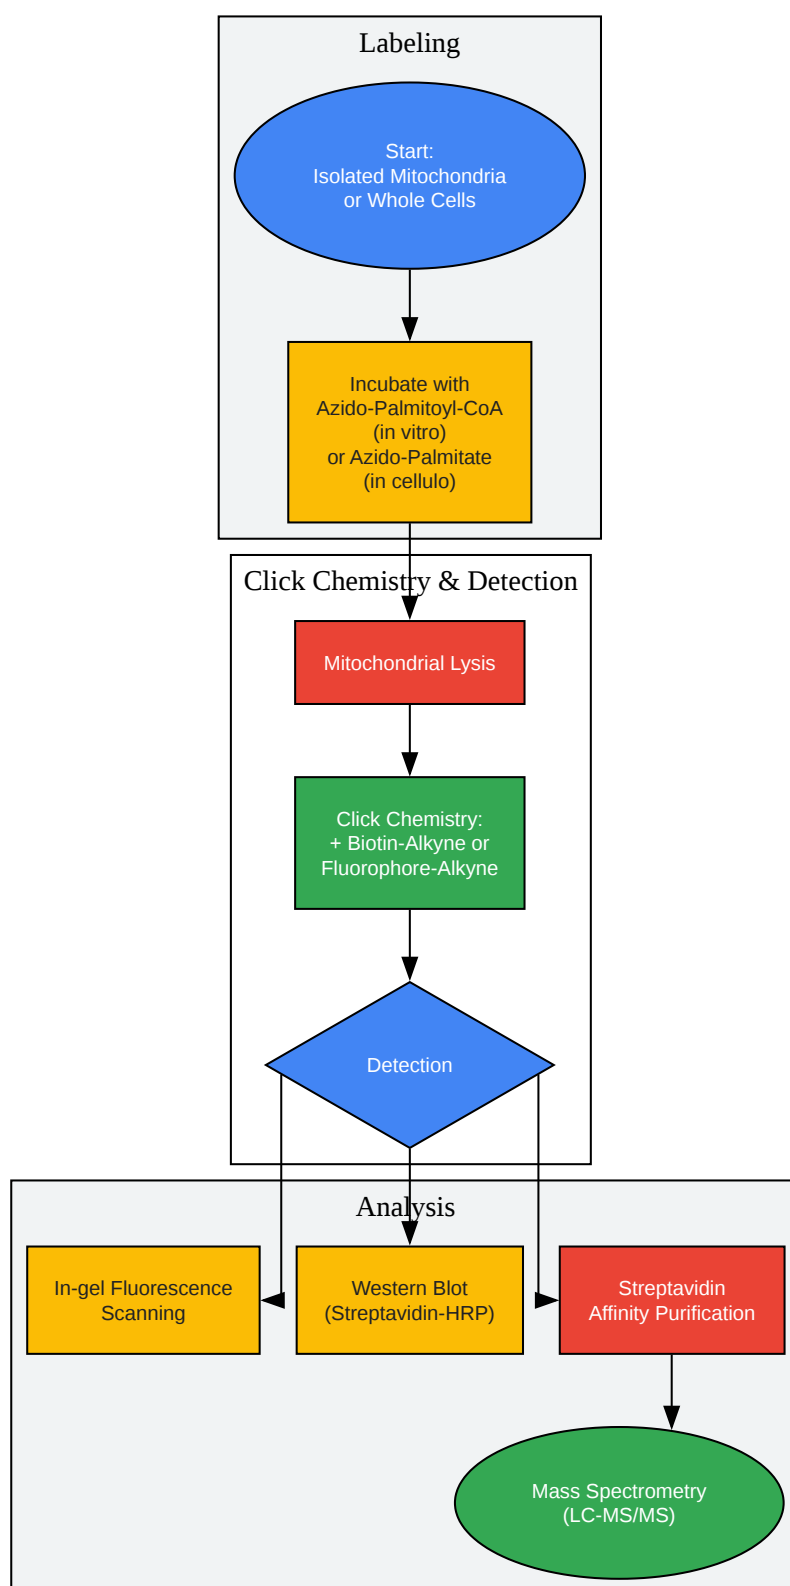 Labeling
Start:
Isolated Mitochondria
or Whole Cells
Incubate with
Azido-Palmitoyl-CoA
(in vitro)
or Azido-Palmitate
(in cellulo)
Click Chemistry & Detection
Mitochondrial Lysis
Click Chemistry:
+ Biotin-Alkyne or
Fluorophore-Alkyne
Detection
Analysis
In-gel Fluorescence
Scanning
Western Blot
(Streptavidin-HRP)
Streptavidin
Affinity Purification
Mass Spectrometry
(LC-MS/MS)